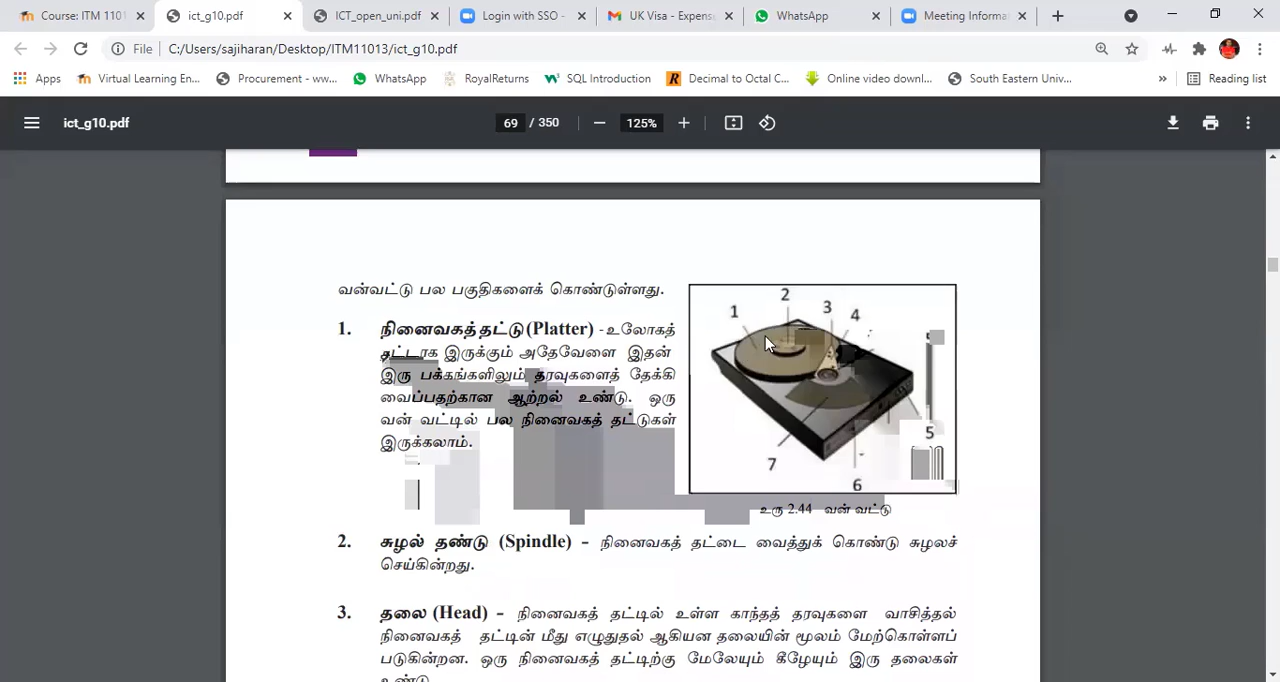 Course: ITM 1101
ict_g10.pdf
ICT_open_uni.pdf
Login with SSO -
UK Visa - Expens
WhatsApp
Meeting Informa
File
C:/Users/sajiharan/Desktop/ITM11013/ict_g10.pdf
Apps
Virtual Learning En...
Procurement - ww...
WhatsApp
RoyalReturns
SQL Introduction
Decimal to Octal C...
Online video downl...
South Eastern Univ...
»
Reading list
ict_g10.pdf
69 / 350
125%
வன்வட்டு பல பகுதிகளைக் கொண்டுள்ளது.
1. நினைவகத்தட்டு (Platter) -உலோகத்
தட்டாக இருக்கும் அதேவேளை இதன்
இரு பக்கங்களிலும் தரவுகளைத் தேக்கி
வைப்பதற்கான ஆற்றல் உண்டு. ஒரு
வன் வட்டில் பல நினைவகத் தட்டுகள்
இருக்கலாம்.
1
2
3
4
5
6
7
உரு 2.44 வன் வட்டு
2. சுழல் தண்டு (Spindle) - நினைவகத் தட்டை வைத்துக் கொண்டு சுழலச்
செய்கின்றது.
3. தலை (Head) - நினைவகத் தட்டில் உள்ள காந்தத் தரவுகளை வாசித்தல்
நினைவகத் தட்டின் மீது எழுதுதல் ஆகியன தலையின் மூலம் மேற்கொள்ளப்
படுகின்றன. ஒரு நினைவகத் தட்டிற்கு மேலேயும் கீழேயும் இரு தலைகள்
உண்டு